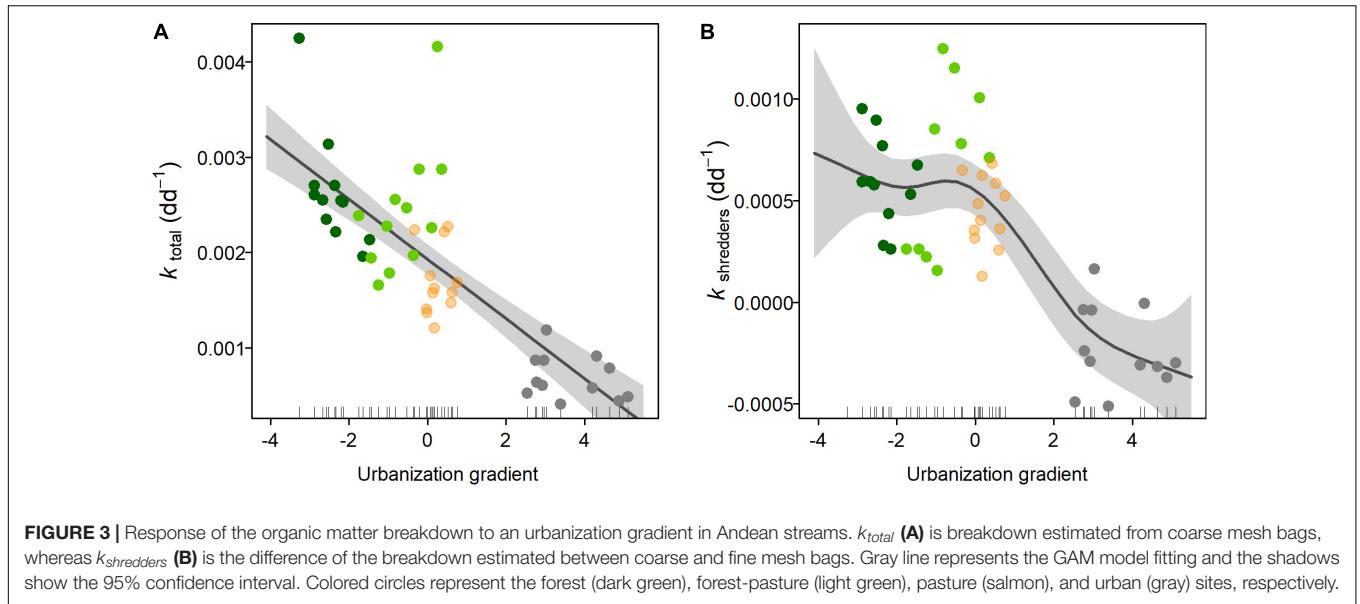 A
B
0.004
0.003
0.002
0.001
k total (dd⁻¹)
-4
-2
0
2
4
Urbanization gradient
0.0010
0.0005
0.0000
-0.0005
k shredders (dd⁻¹)
-4
-2
0
2
4
Urbanization gradient
FIGURE 3 | Response of the organic matter breakdown to an urbanization gradient in Andean streams. ktotal (A) is breakdown estimated from coarse mesh bags,
whereas kshredders (B) is the difference of the breakdown estimated between coarse and fine mesh bags. Gray line represents the GAM model fitting and the shadows
show the 95% confidence interval. Colored circles represent the forest (dark green), forest-pasture (light green), pasture (salmon), and urban (gray) sites, respectively.